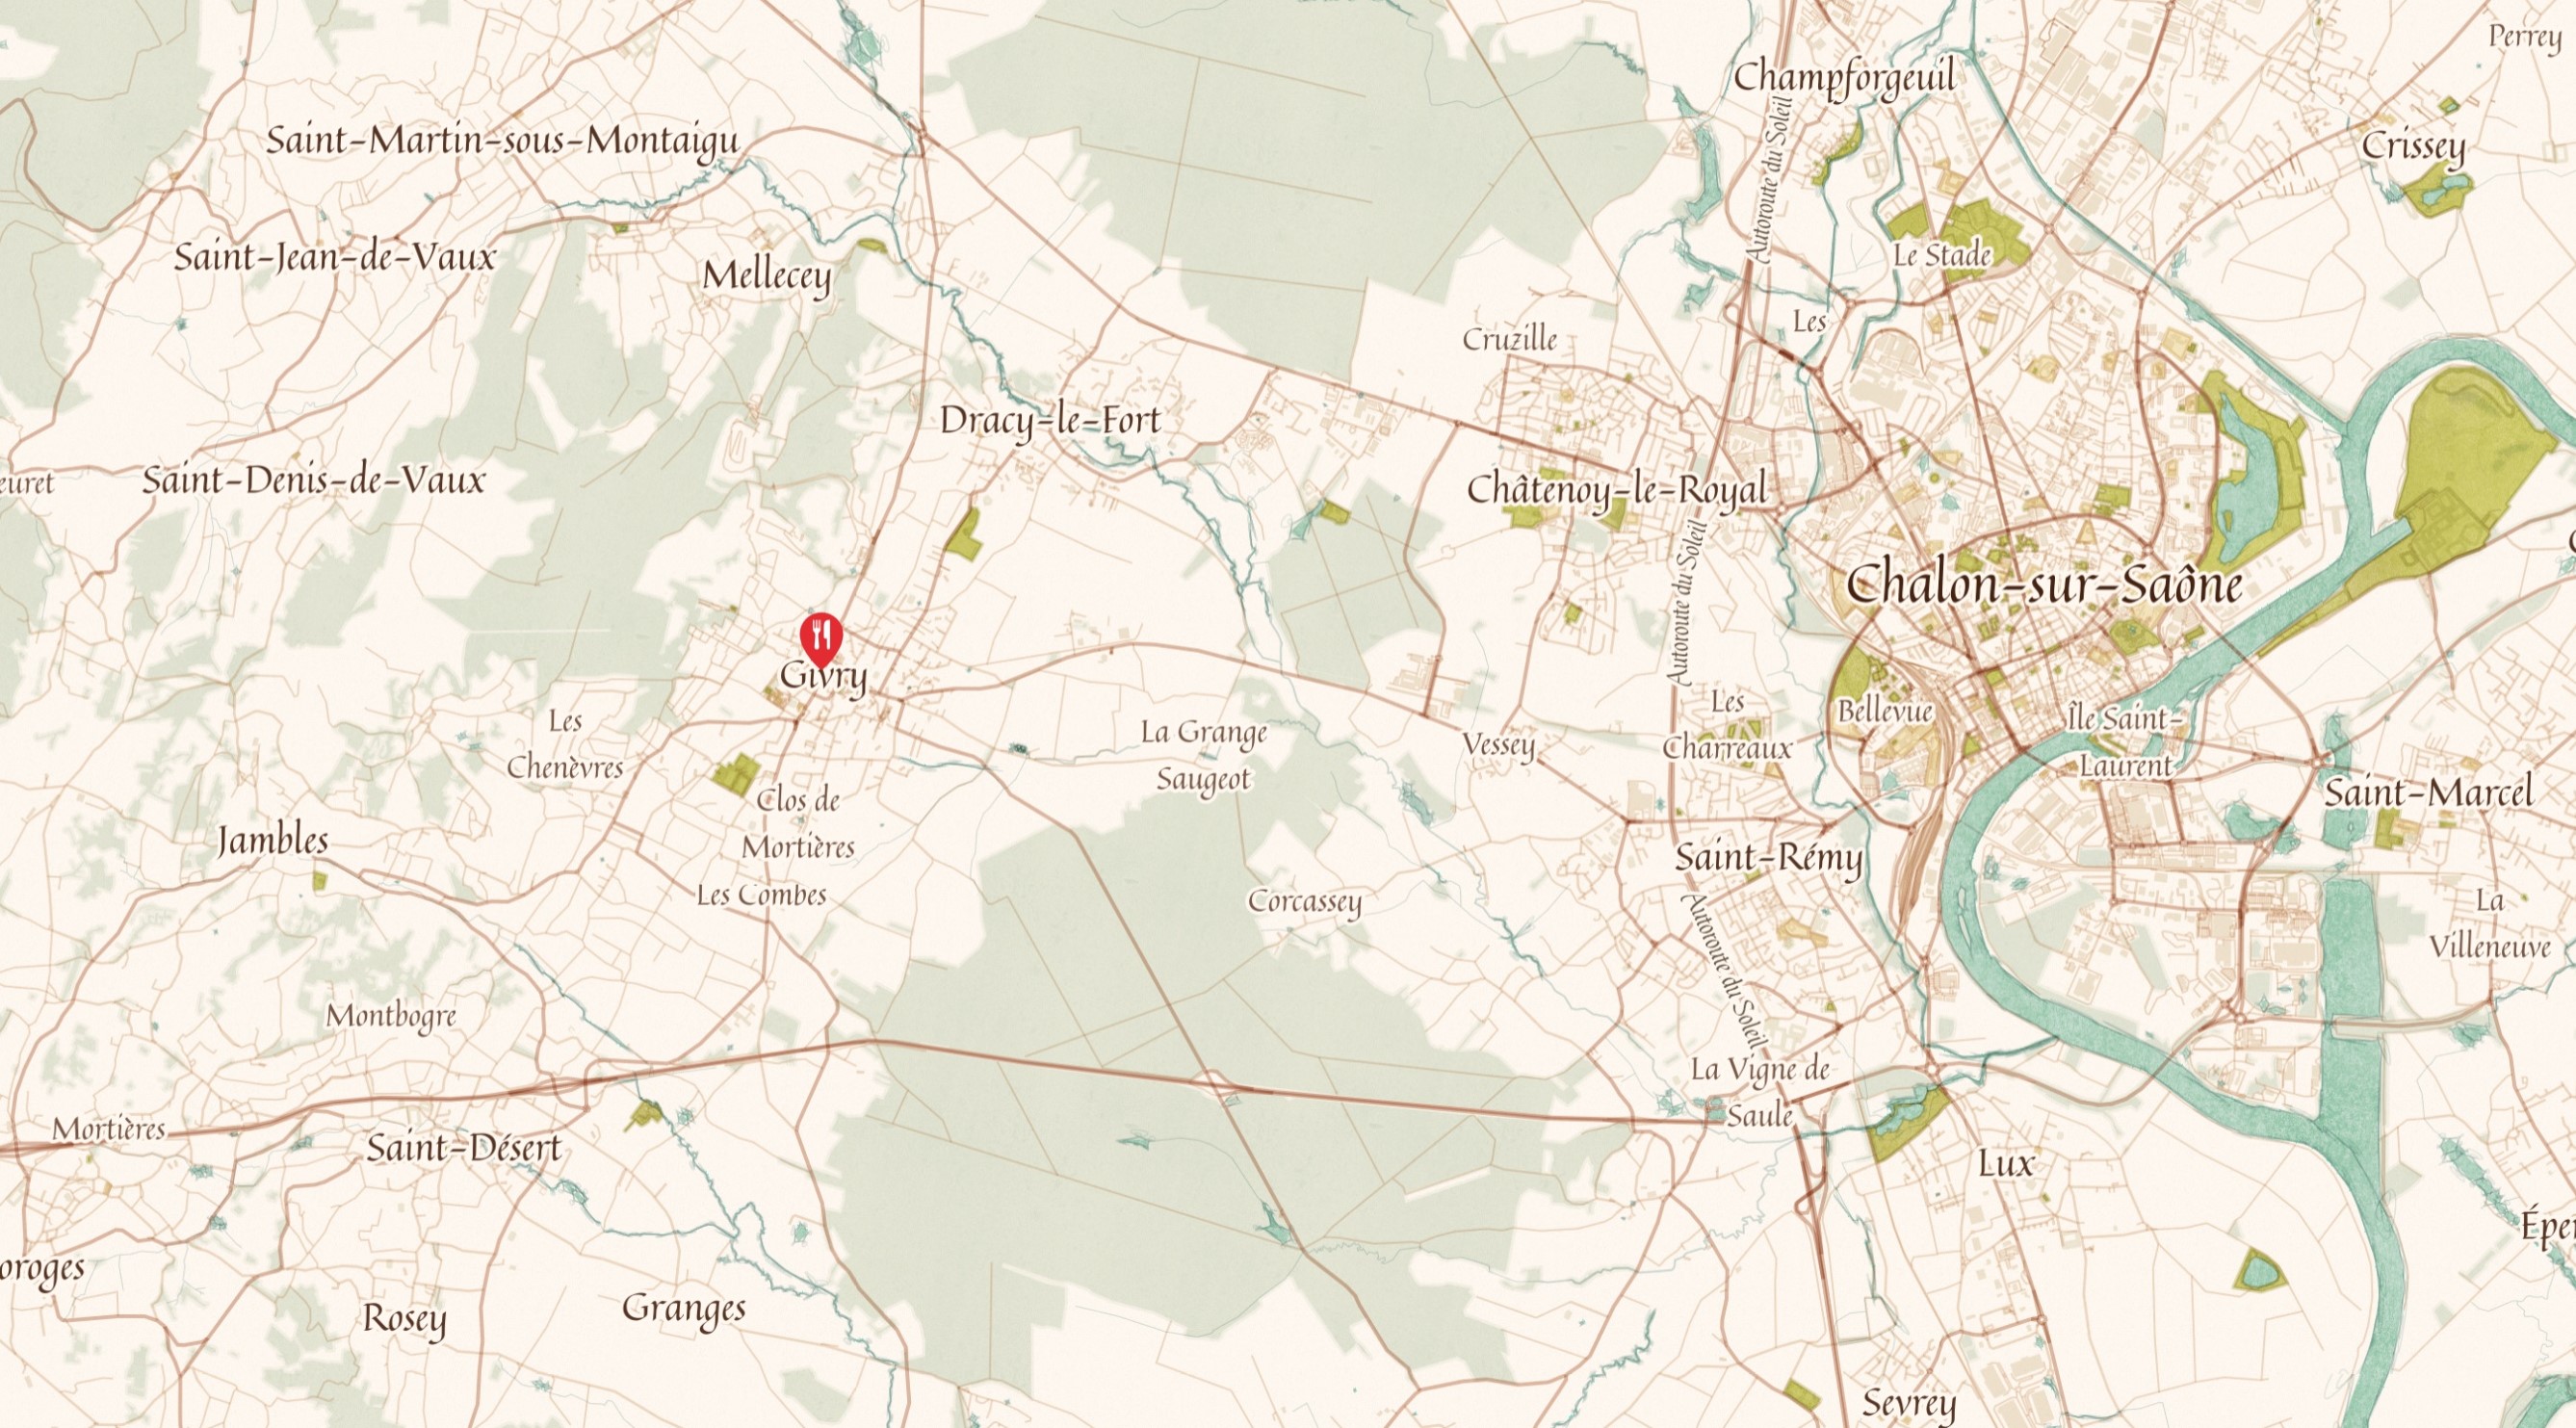 Perrey
Champforgeuil
Autoroute du Soleil
Saint-Martin-sous-Montaigu
Crissey
Saint-Jean-de-Vaux
Mellecey
Le Stade
Les
Cruzille
Dracy-le-Fort
euret
Saint-Denis-de-Vaux
Châtenoy-le-Royal
Autoroute du Soleil
Chalon-sur-Saône
Givry
Les
Chenèvres
La Grange
Saugeot
Vessey
Les
Charreaux
Bellevue
Île Saint-
Laurent
Saint-Marcel
Clos de
Mortières
Jambles
Saint-Rémy
Les Combes
Corcassey
La
Villeneuve
Autoroute du Soleil
Montbogre
La Vigne de
Saule
Mortières
Saint-Désert
Lux
Épe
oroges
Rosey
Granges
Sevrey